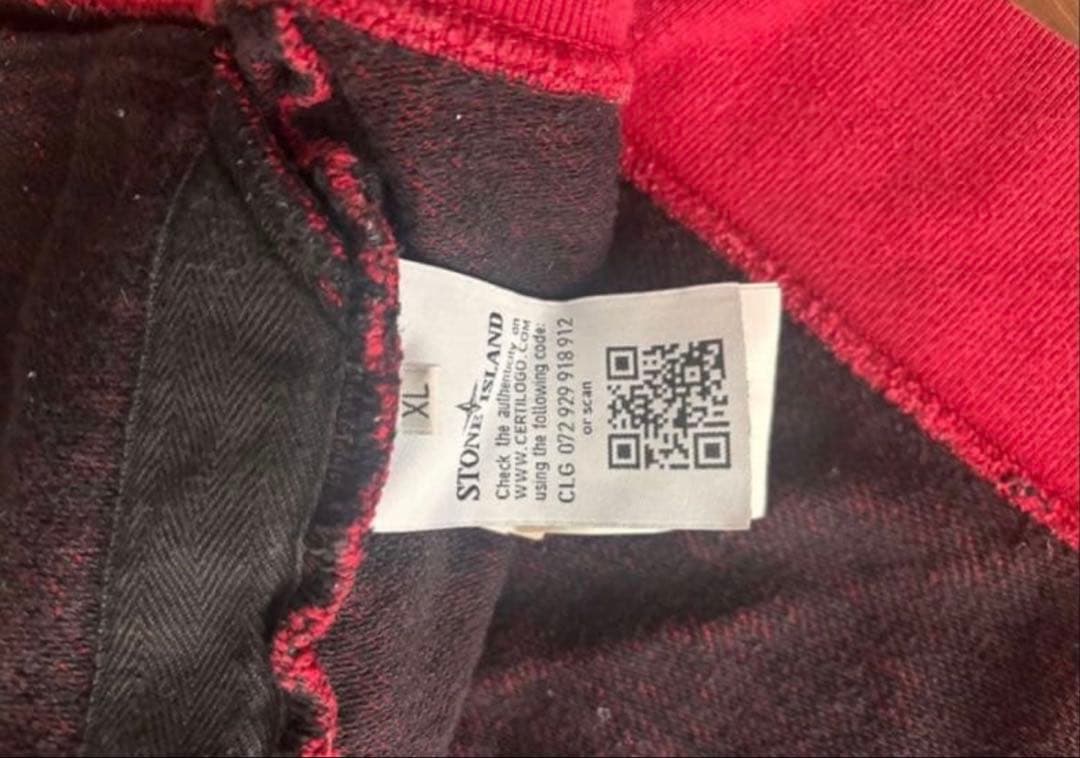 XL
STONE ISLAND
Check the authenticity on
WWW.CERTILOGO.COM
using the following code:
CLG 072 929 918 912
or scan